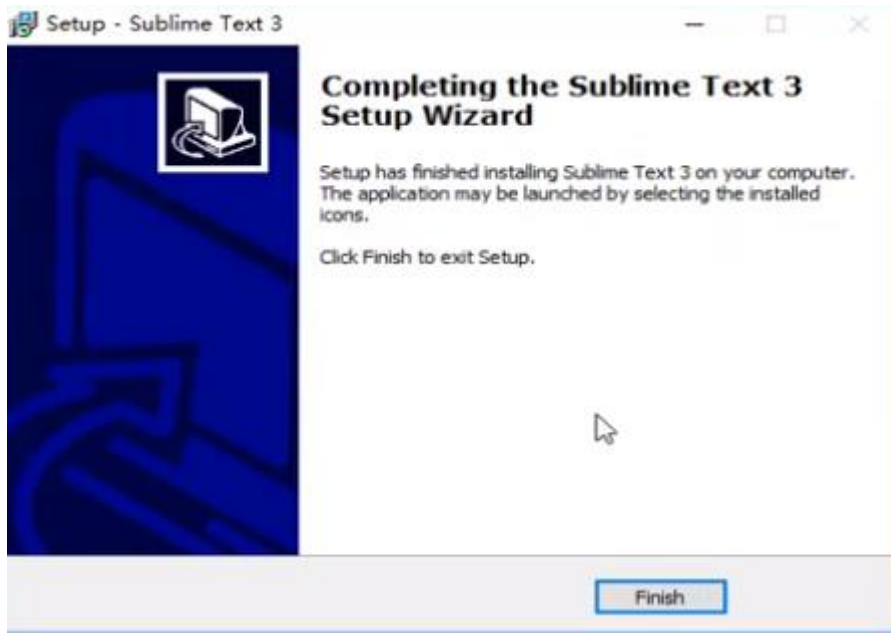 Setup - Sublime Text 3
Completing the Sublime Text 3
Setup Wizard
Setup has finished installing Sublime Text 3 on your computer.
The application may be launched by selecting the installed
icons.
Click Finish to exit Setup.
Finish